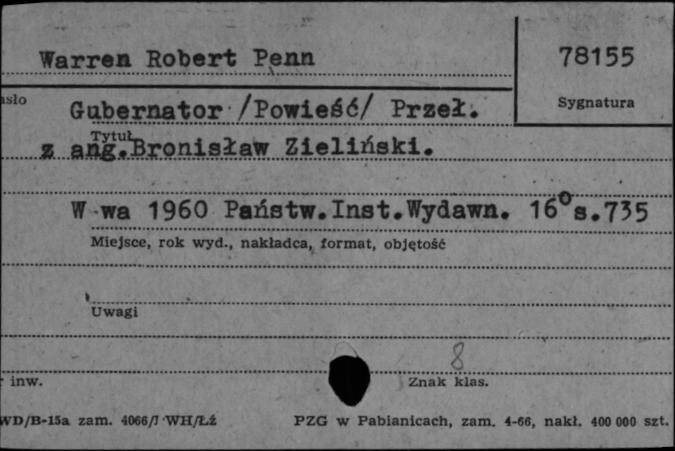 Warren Robert Penn
78155
Sygnatura
Gubernator /Powieść/ Przeł.
Tytuł
z ang.Bronisław Zieliński.
W-wa 1960 Państw.Inst.Wydawn. 16° s.735
Miejsce, rok wyd., nakładca, format, objętość
Uwagi
8
inw.
Znak klas.
WD/B-15a zam. 4066/I WH/Łź
PZG w Pabianicach, zam. 4-66, nakł. 400 000 szt.